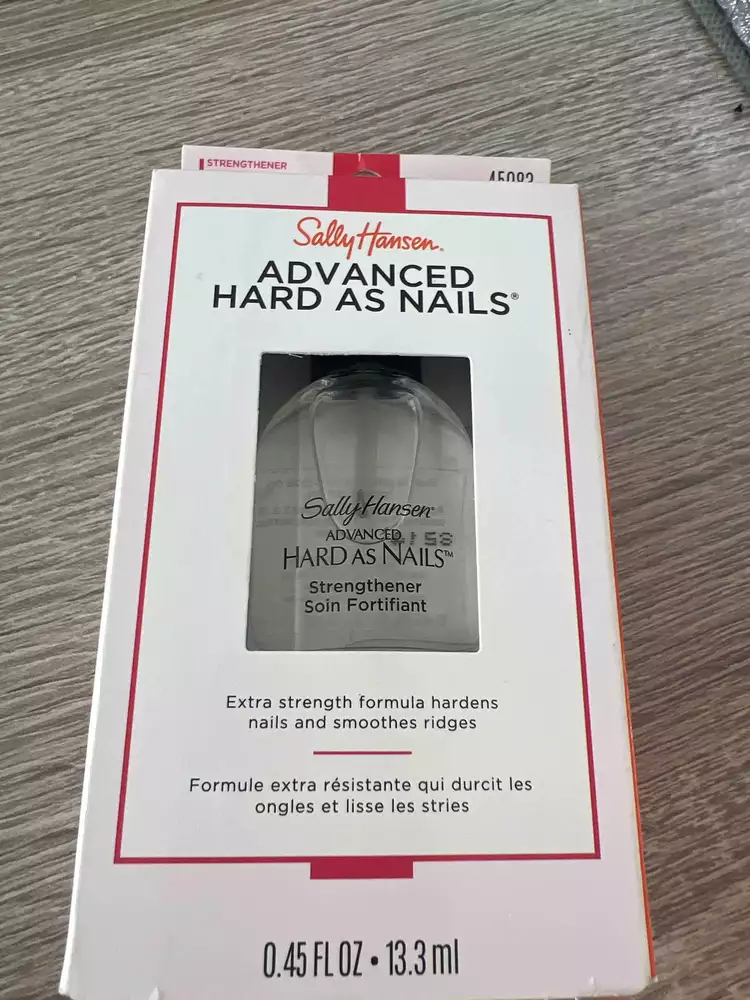 STRENGTHENER
Sally Hansen®
ADVANCED
HARD AS NAILS®
Sally Hansen
ADVANCED
HARD AS NAILS™
Strengthener
Soin Fortifiant
Extra strength formula hardens
nails and smoothes ridges
Formule extra résistante qui durcit les
ongles et lisse les stries
0.45 FL OZ • 13.3 ml